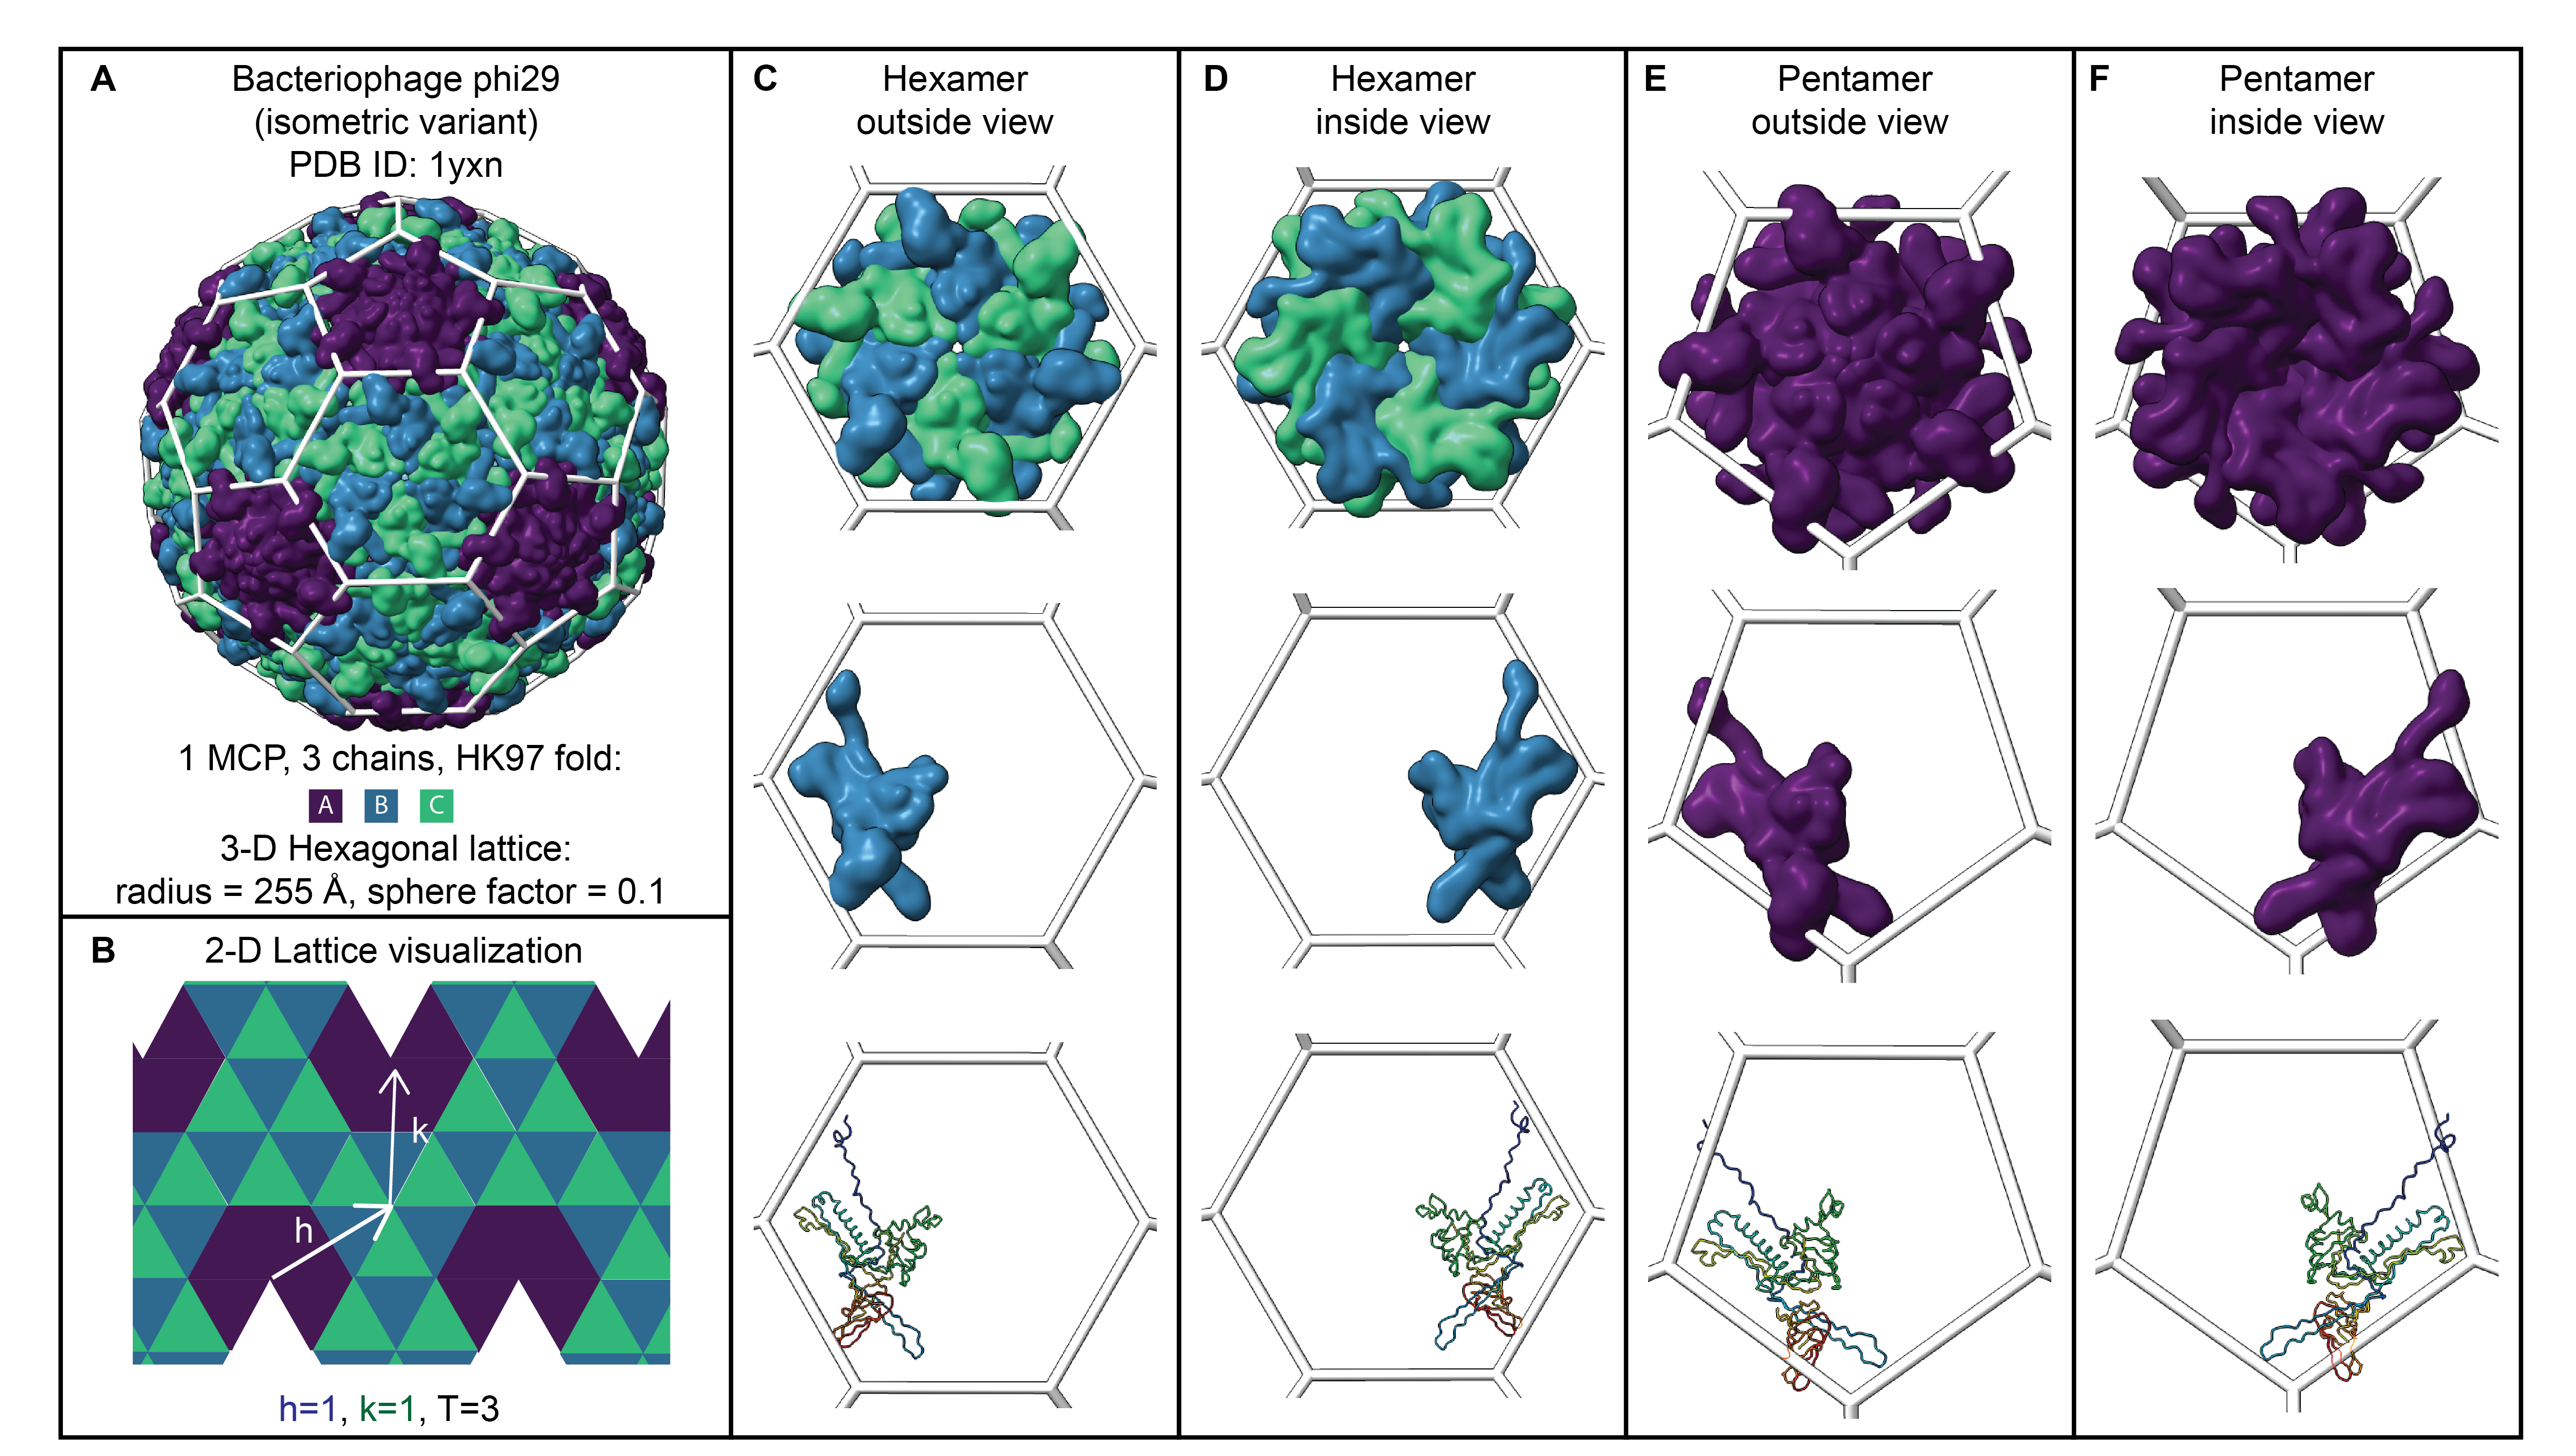 A
Bacteriophage phi29
(isometric variant)
PDB ID: 1yxn
1 MCP, 3 chains, HK97 fold:
A B C
3-D Hexagonal lattice:
radius = 255 Å, sphere factor = 0.1
B
2-D Lattice visualization
k
h
h=1, k=1, T=3
C
Hexamer
outside view
D
Hexamer
inside view
E
Pentamer
outside view
F
Pentamer
inside view